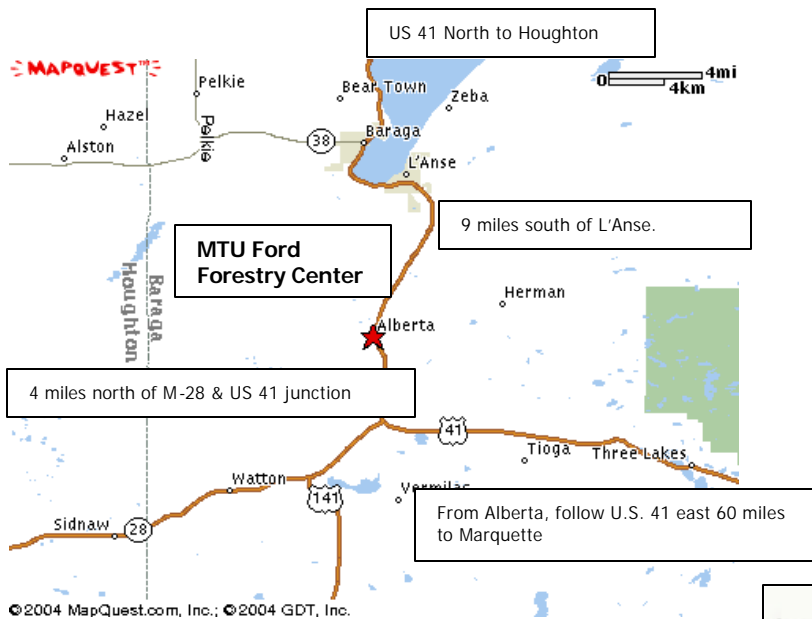 US 41 North to Houghton
MAPQUEST™
0 4mi
4km
Pelkie
Bear Town
Zeba
Hazel
Pelkie
Baraga
38
Alston
L'Anse
9 miles south of L'Anse.
MTU Ford
Forestry Center
Houghton
Baraga
Herman
Alberta
4 miles north of M-28 & US 41 junction
41
Tioga
Three Lakes
Watton
141
Sidnaw
28
From Alberta, follow U.S. 41 east 60 miles
to Marquette
©2004 MapQuest.com, Inc.; ©2004 GDT, Inc.